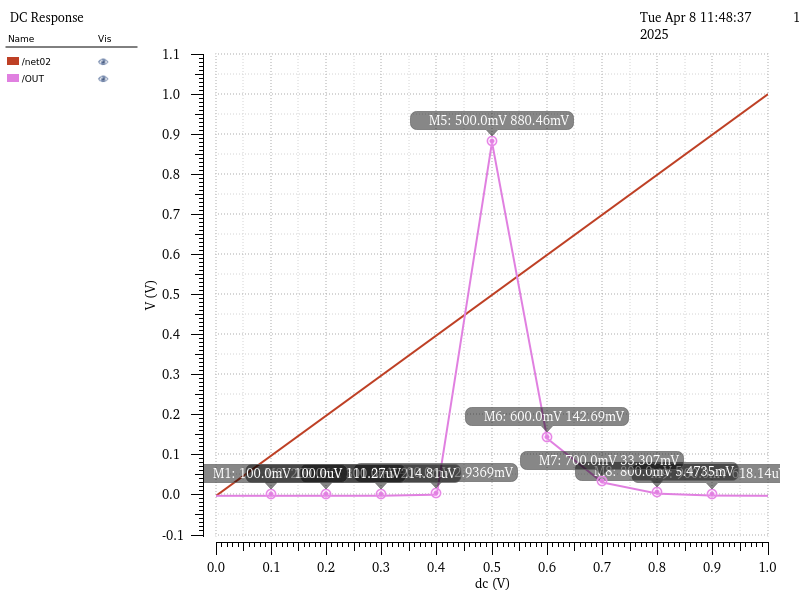 DC Response
Tue Apr 8 11:48:37 2025
1
Name Vis
/net02
/OUT
V (V)
1.1
1.0
0.9
0.8
0.7
0.6
0.5
0.4
0.3
0.2
0.1
0.0
-0.1
M5: 500.0mV 880.46mV
M6: 600.0mV 142.69mV
M7: 700.0mV 33.307mV
M8: 800.0mV 5.4735mV
M1: 100.0mV
0.0 0.1 0.2 0.3 0.4 0.5 0.6 0.7 0.8 0.9 1.0
dc (V)